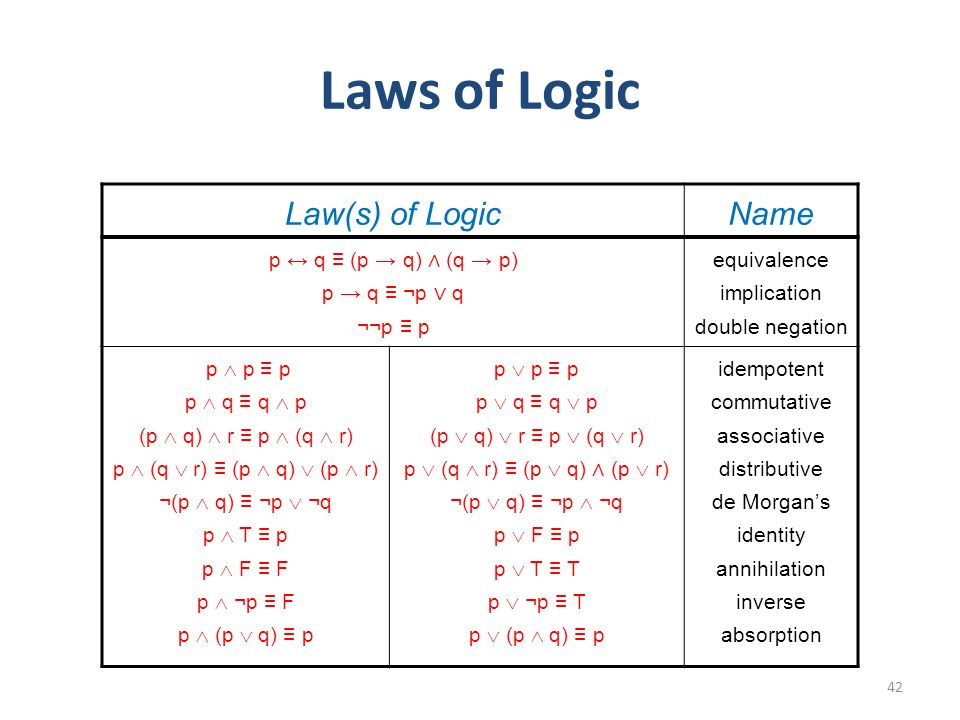 Laws of Logic
Law(s) of Logic Name
p ↔ q ≡ (p → q) ∧ (q → p) equivalence
p → q ≡ ¬p ∨ q implication
¬¬p ≡ p double negation
p ∧ p ≡ p p ∨ p ≡ p idempotent
p ∧ q ≡ q ∧ p p ∨ q ≡ q ∨ p commutative
(p ∧ q) ∧ r ≡ p ∧ (q ∧ r) (p ∨ q) ∨ r ≡ p ∨ (q ∨ r) associative
p ∧ (q ∨ r) ≡ (p ∧ q) ∨ (p ∧ r) p ∨ (q ∧ r) ≡ (p ∨ q) ∧ (p ∨ r) distributive
¬(p ∧ q) ≡ ¬p ∨ ¬q ¬(p ∨ q) ≡ ¬p ∧ ¬q de Morgan’s
p ∧ T ≡ p p ∨ F ≡ p identity
p ∧ F ≡ F p ∨ T ≡ T annihilation
p ∧ ¬p ≡ F p ∨ ¬p ≡ T inverse
p ∧ (p ∨ q) ≡ p p ∨ (p ∧ q) ≡ p absorption
42